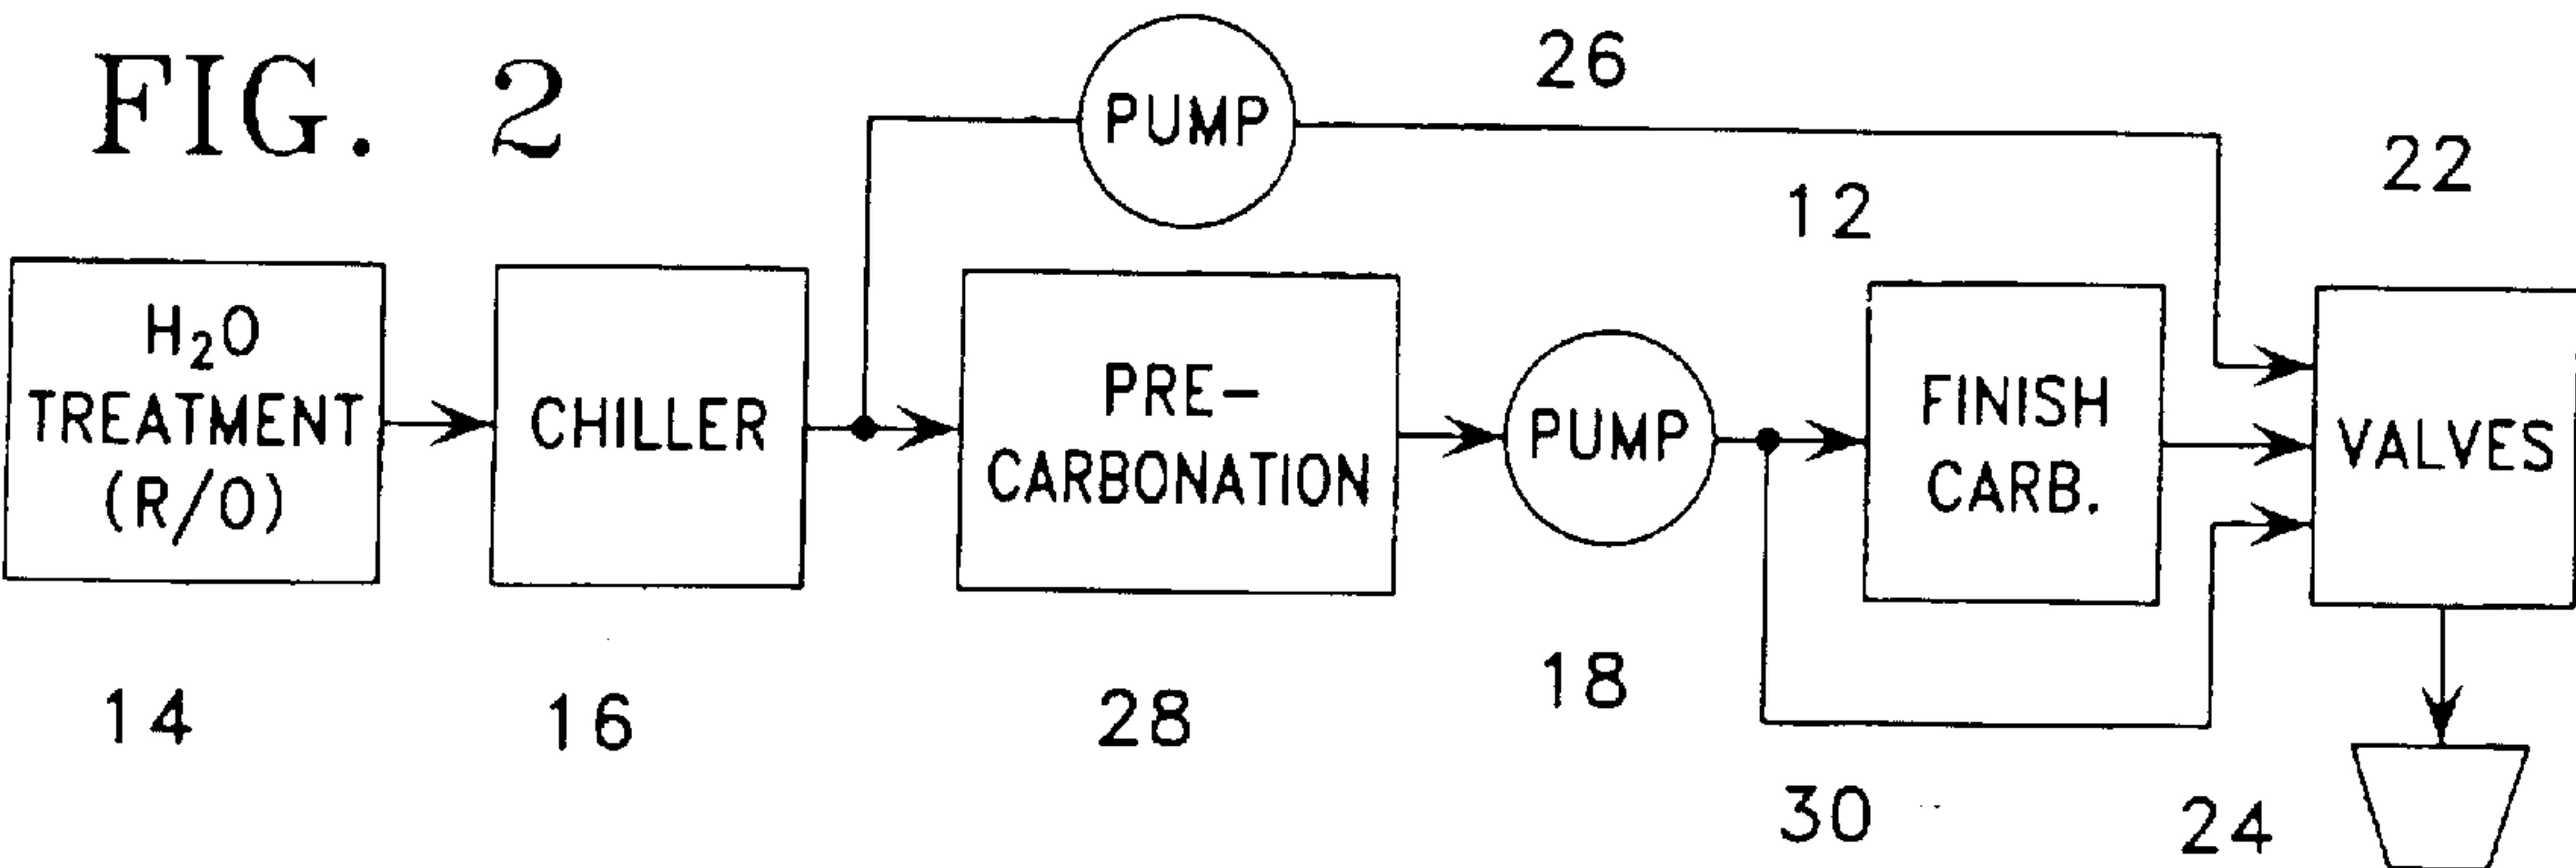 FIG. 2
PUMP
26
22
12
H₂O
TREATMENT
(R/O)
CHILLER
PRE-
CARBONATION
PUMP
FINISH
CARB.
VALVES
14
16
28
18
30
24